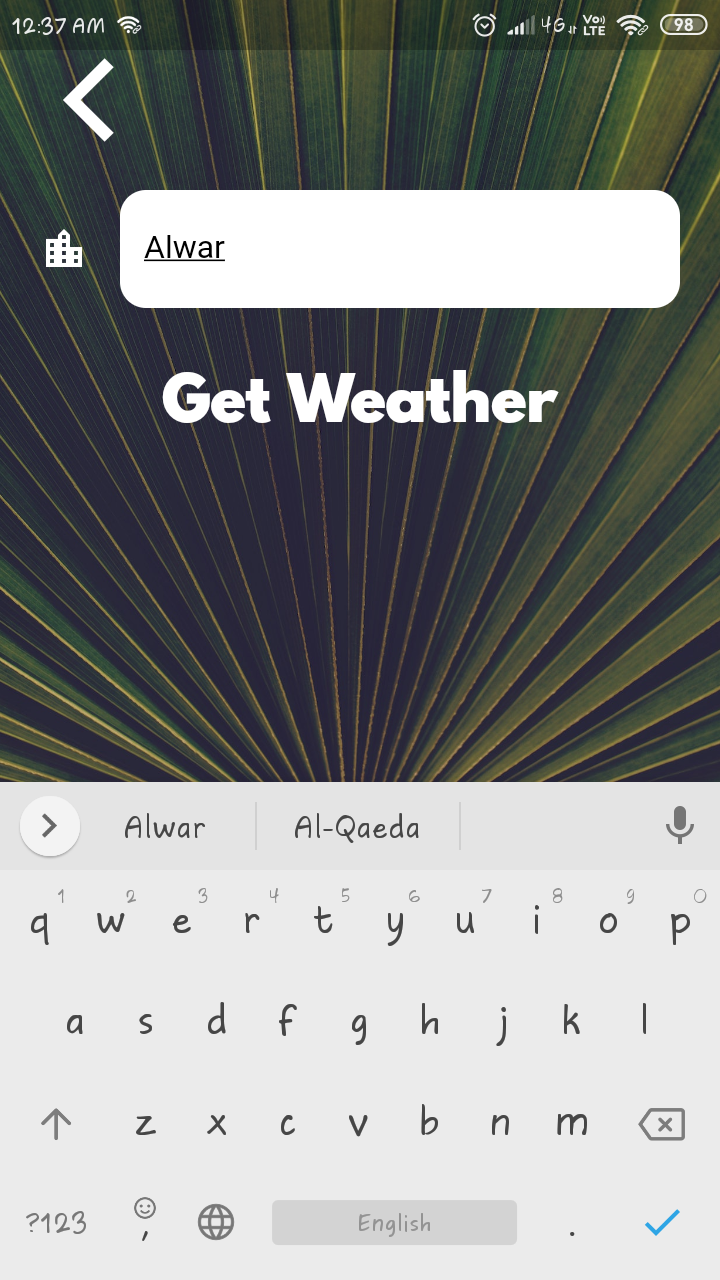 12:37 AM 4G Vo) LTE 98
Alwar
Get Weather
Alwar Al-Qaeda
1 2 3 4 5 6 7 8 9 0
q w e r t y u i o p
a s d f g h j k l
z x c v b n m
?123 , English .